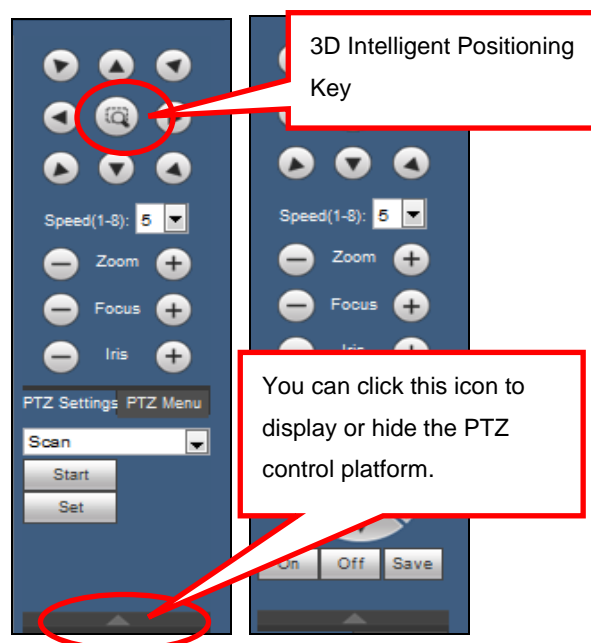 3D Intelligent Positioning
Key
Speed(1-8): 5
Zoom
Focus
Iris
PTZ Settings PTZ Menu
Scan
Start
Set
Speed(1-8): 5
Zoom
Focus
You can click this icon to
display or hide the PTZ
control platform.
On Off Save